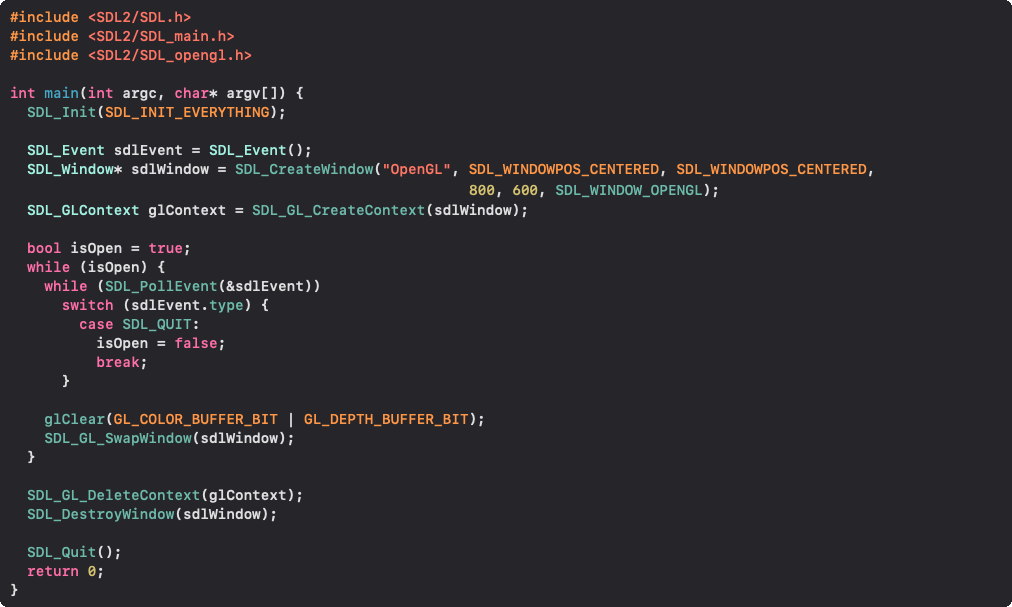 #include <SDL2/SDL.h>
#include <SDL2/SDL_main.h>
#include <SDL2/SDL_opengl.h>

int main(int argc, char* argv[]) {
  SDL_Init(SDL_INIT_EVERYTHING);

  SDL_Event sdlEvent = SDL_Event();
  SDL_Window* sdlWindow = SDL_CreateWindow("OpenGL", SDL_WINDOWPOS_CENTERED, SDL_WINDOWPOS_CENTERED,
                                                     800, 600, SDL_WINDOW_OPENGL);
  SDL_GLContext glContext = SDL_GL_CreateContext(sdlWindow);

  bool isOpen = true;
  while (isOpen) {
    while (SDL_PollEvent(&sdlEvent))
      switch (sdlEvent.type) {
        case SDL_QUIT:
          isOpen = false;
          break;
      }

    glClear(GL_COLOR_BUFFER_BIT | GL_DEPTH_BUFFER_BIT);
    SDL_GL_SwapWindow(sdlWindow);
  }

  SDL_GL_DeleteContext(glContext);
  SDL_DestroyWindow(sdlWindow);

  SDL_Quit();
  return 0;
}